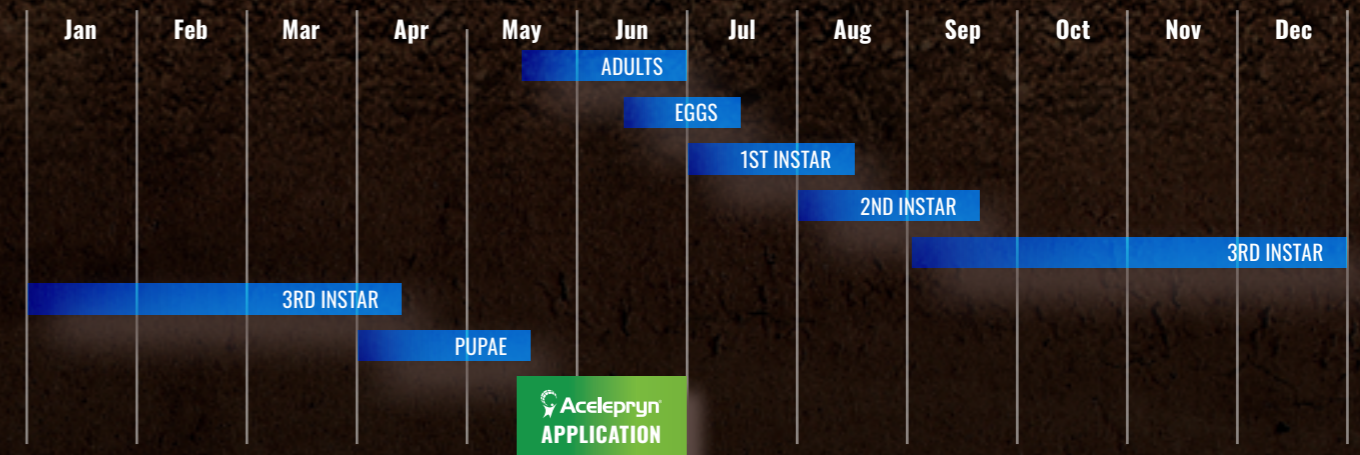 Jan Feb Mar Apr May Jun Jul Aug Sep Oct Nov Dec
ADULTS
EGGS
1ST INSTAR
2ND INSTAR
3RD INSTAR
3RD INSTAR
PUPAE
Acelepryn
APPLICATION